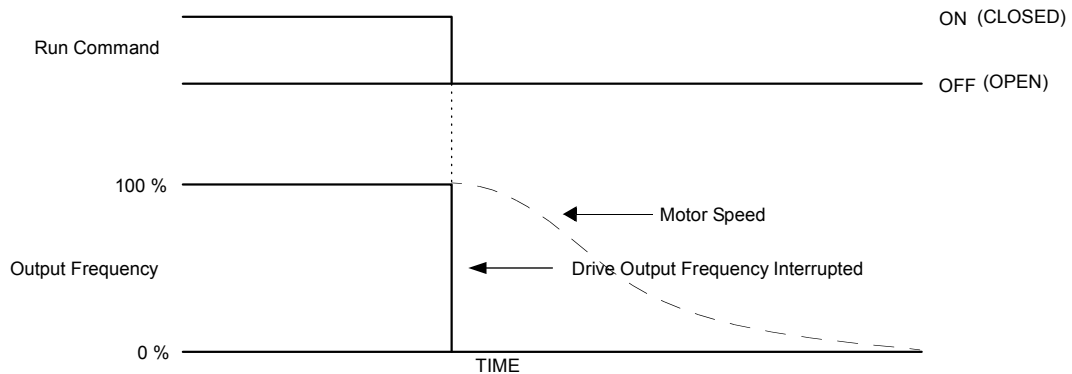 ON (CLOSED)
Run Command
OFF (OPEN)
100 %
Motor Speed
Output Frequency
Drive Output Frequency Interrupted
0 %
TIME